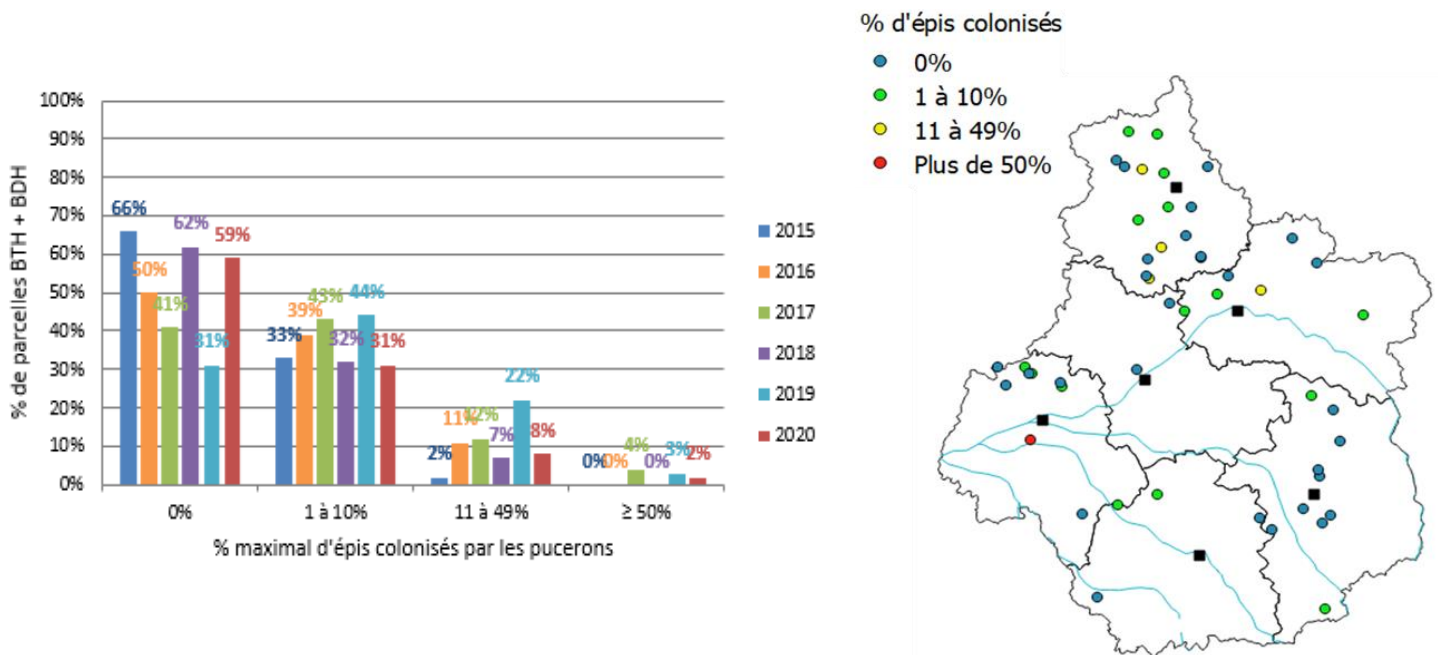 % d'épis colonisés
0%
1 à 10%
11 à 49%
Plus de 50%
% de parcelles BTH + BDH
100%
90%
80%
70%
60%
50%
40%
30%
20%
10%
0%
66% 50% 41% 62% 31% 59%
33% 39% 43% 32% 44% 31%
2% 11% 12% 7% 22% 8%
0% 0% 4% 0% 3% 2%
0% 1 à 10% 11 à 49% ≥ 50%
% maximal d'épis colonisés par les pucerons
2015
2016
2017
2018
2019
2020